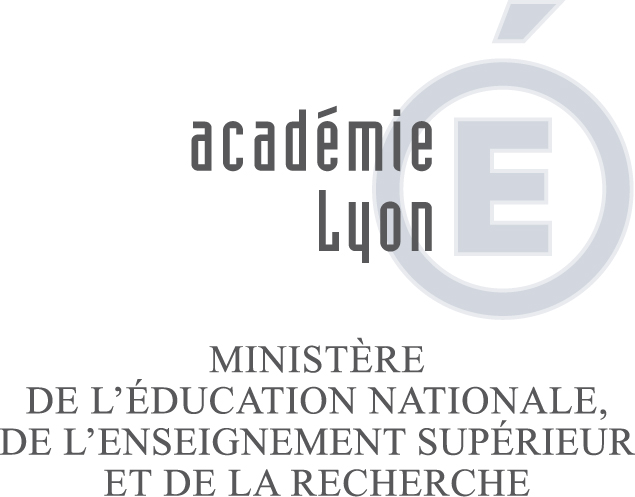 académie
Lyon
É
MINISTÈRE
DE L’ÉDUCATION NATIONALE,
DE L’ENSEIGNEMENT SUPÉRIEUR
ET DE LA RECHERCHE